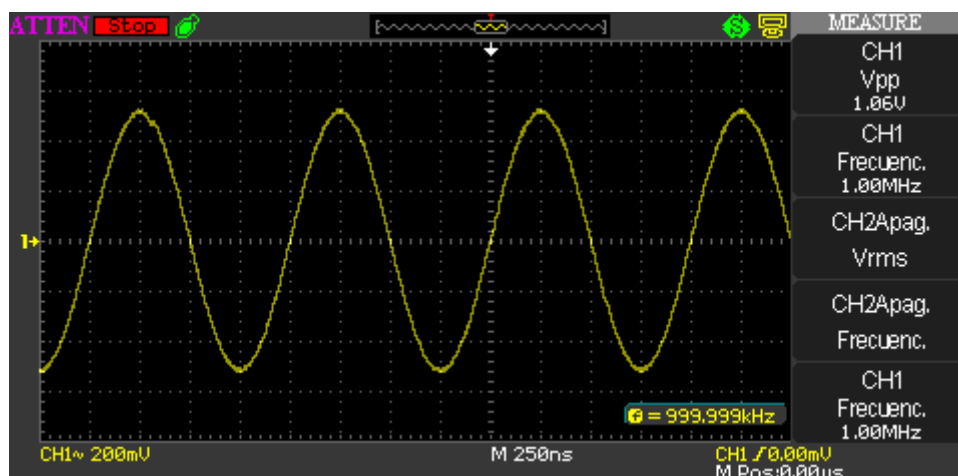 ATTEN Stop MEASURE
CH1
Vpp
1.06V
CH1
Frecuenc.
1.00MHz
CH2Apag.
Vrms
CH2Apag.
Frecuenc.
CH1
Frecuenc.
1.00MHz
1
f = 999.999kHz
CH1~ 200mV M 250ns CH1 0.00mV
M Pos:0.00us